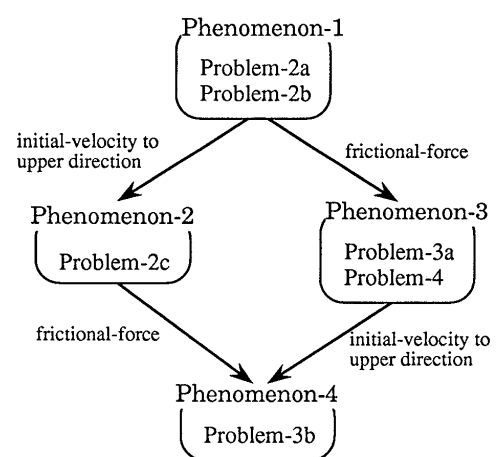 Phenomenon-1
Problem-2a
Problem-2b
initial-velocity to
upper direction
frictional-force
Phenomenon-2
Problem-2c
Phenomenon-3
Problem-3a
Problem-4
frictional-force
initial-velocity to
upper direction
Phenomenon-4
Problem-3b